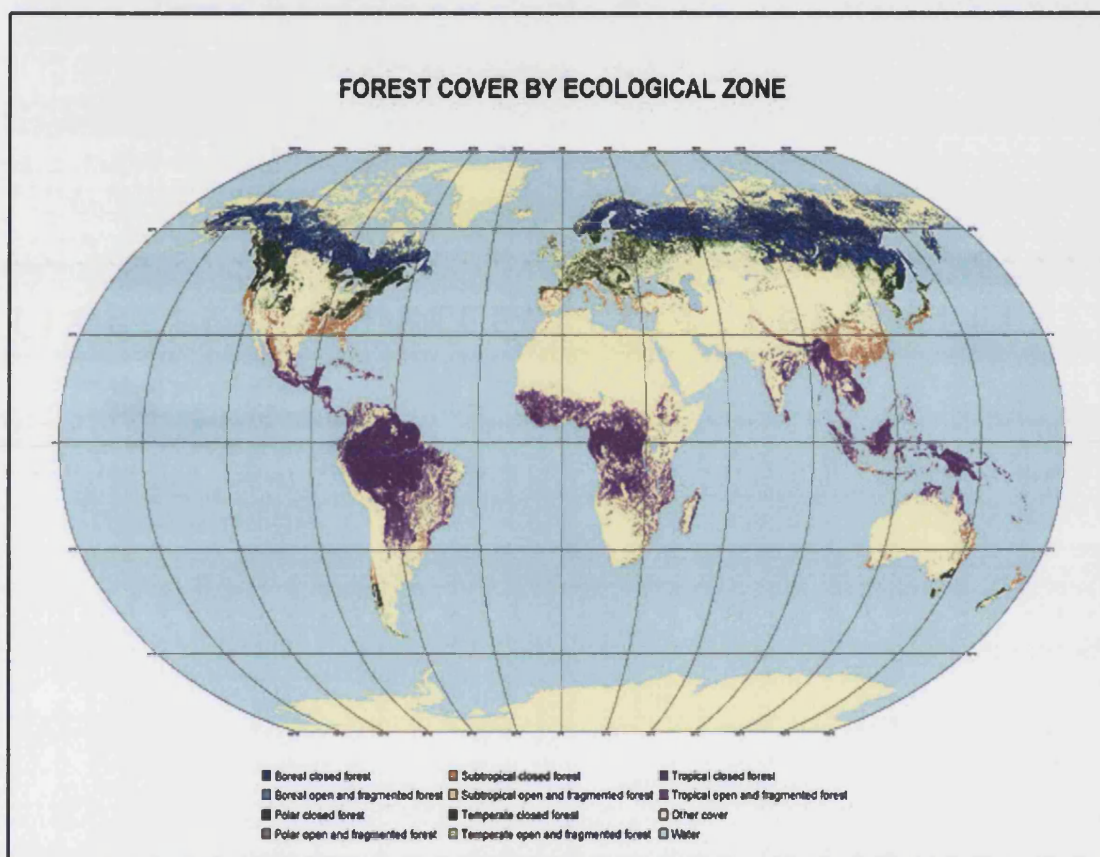 FOREST COVER BY ECOLOGICAL ZONE
Boreal closed forest
Boreal open and fragmented forest
Polar closed forest
Polar open and fragmented forest
Subtropical closed forest
Subtropical open and fragmented forest
Temperate closed forest
Temperate open and fragmented forest
Tropical closed forest
Tropical open and fragmented forest
Other cover
Water